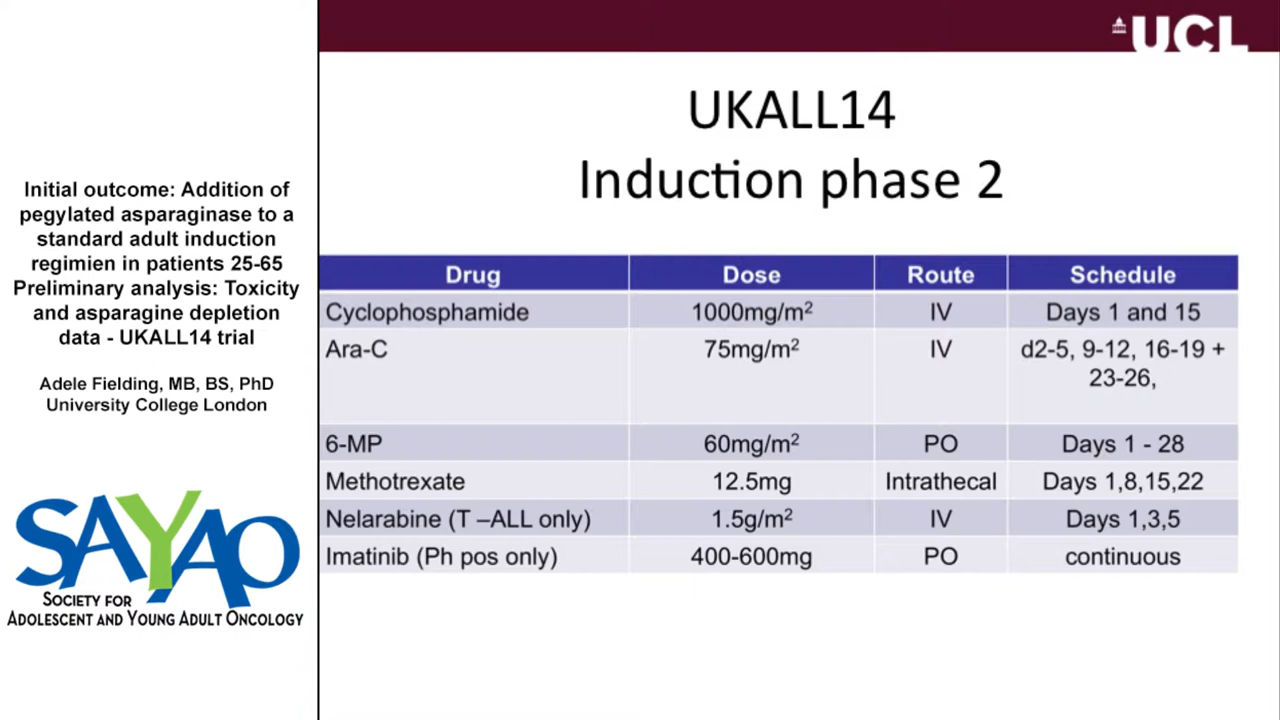 UCL
UKALL14
Induction phase 2
Initial outcome: Addition of
pegylated asparaginase to a
standard adult induction
regimien in patients 25-65
Preliminary analysis: Toxicity
and asparagine depletion
data - UKALL14 trial
Adele Fielding, MB, BS, PhD
University College London
SAYAO
SOCIETY FOR
ADOLESCENT AND YOUNG ADULT ONCOLOGY
Drug Dose Route Schedule
Cyclophosphamide 1000mg/m² IV Days 1 and 15
Ara-C 75mg/m² IV d2-5, 9-12, 16-19 +
23-26,
6-MP 60mg/m² PO Days 1 - 28
Methotrexate 12.5mg Intrathecal Days 1,8,15,22
Nelarabine (T –ALL only) 1.5g/m² IV Days 1,3,5
Imatinib (Ph pos only) 400-600mg PO continuous